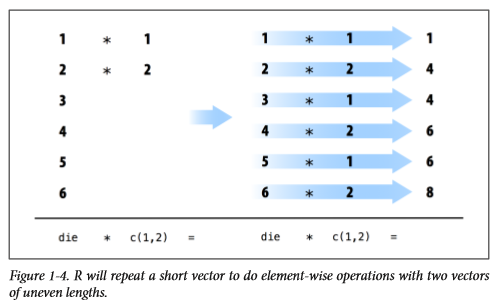 1 * 1 1 * 1 1
2 * 2 2 * 2 4
3 3 * 1 4
4 4 * 2 6
5 5 * 1 6
6 6 * 2 8
die * c(1,2) = die * c(1,2) =
Figure 1-4. R will repeat a short vector to do element-wise operations with two vectors
of uneven lengths.